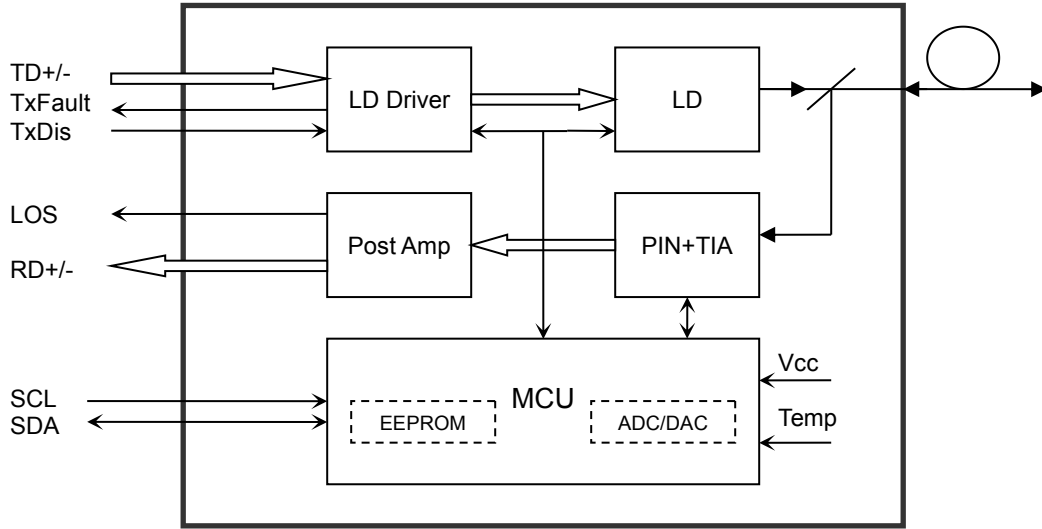 TD+/-
TxFault
TxDis
LD Driver
LD
LOS
RD+/-
Post Amp
PIN+TIA
SCL
SDA
MCU
EEPROM
ADC/DAC
Vcc
Temp